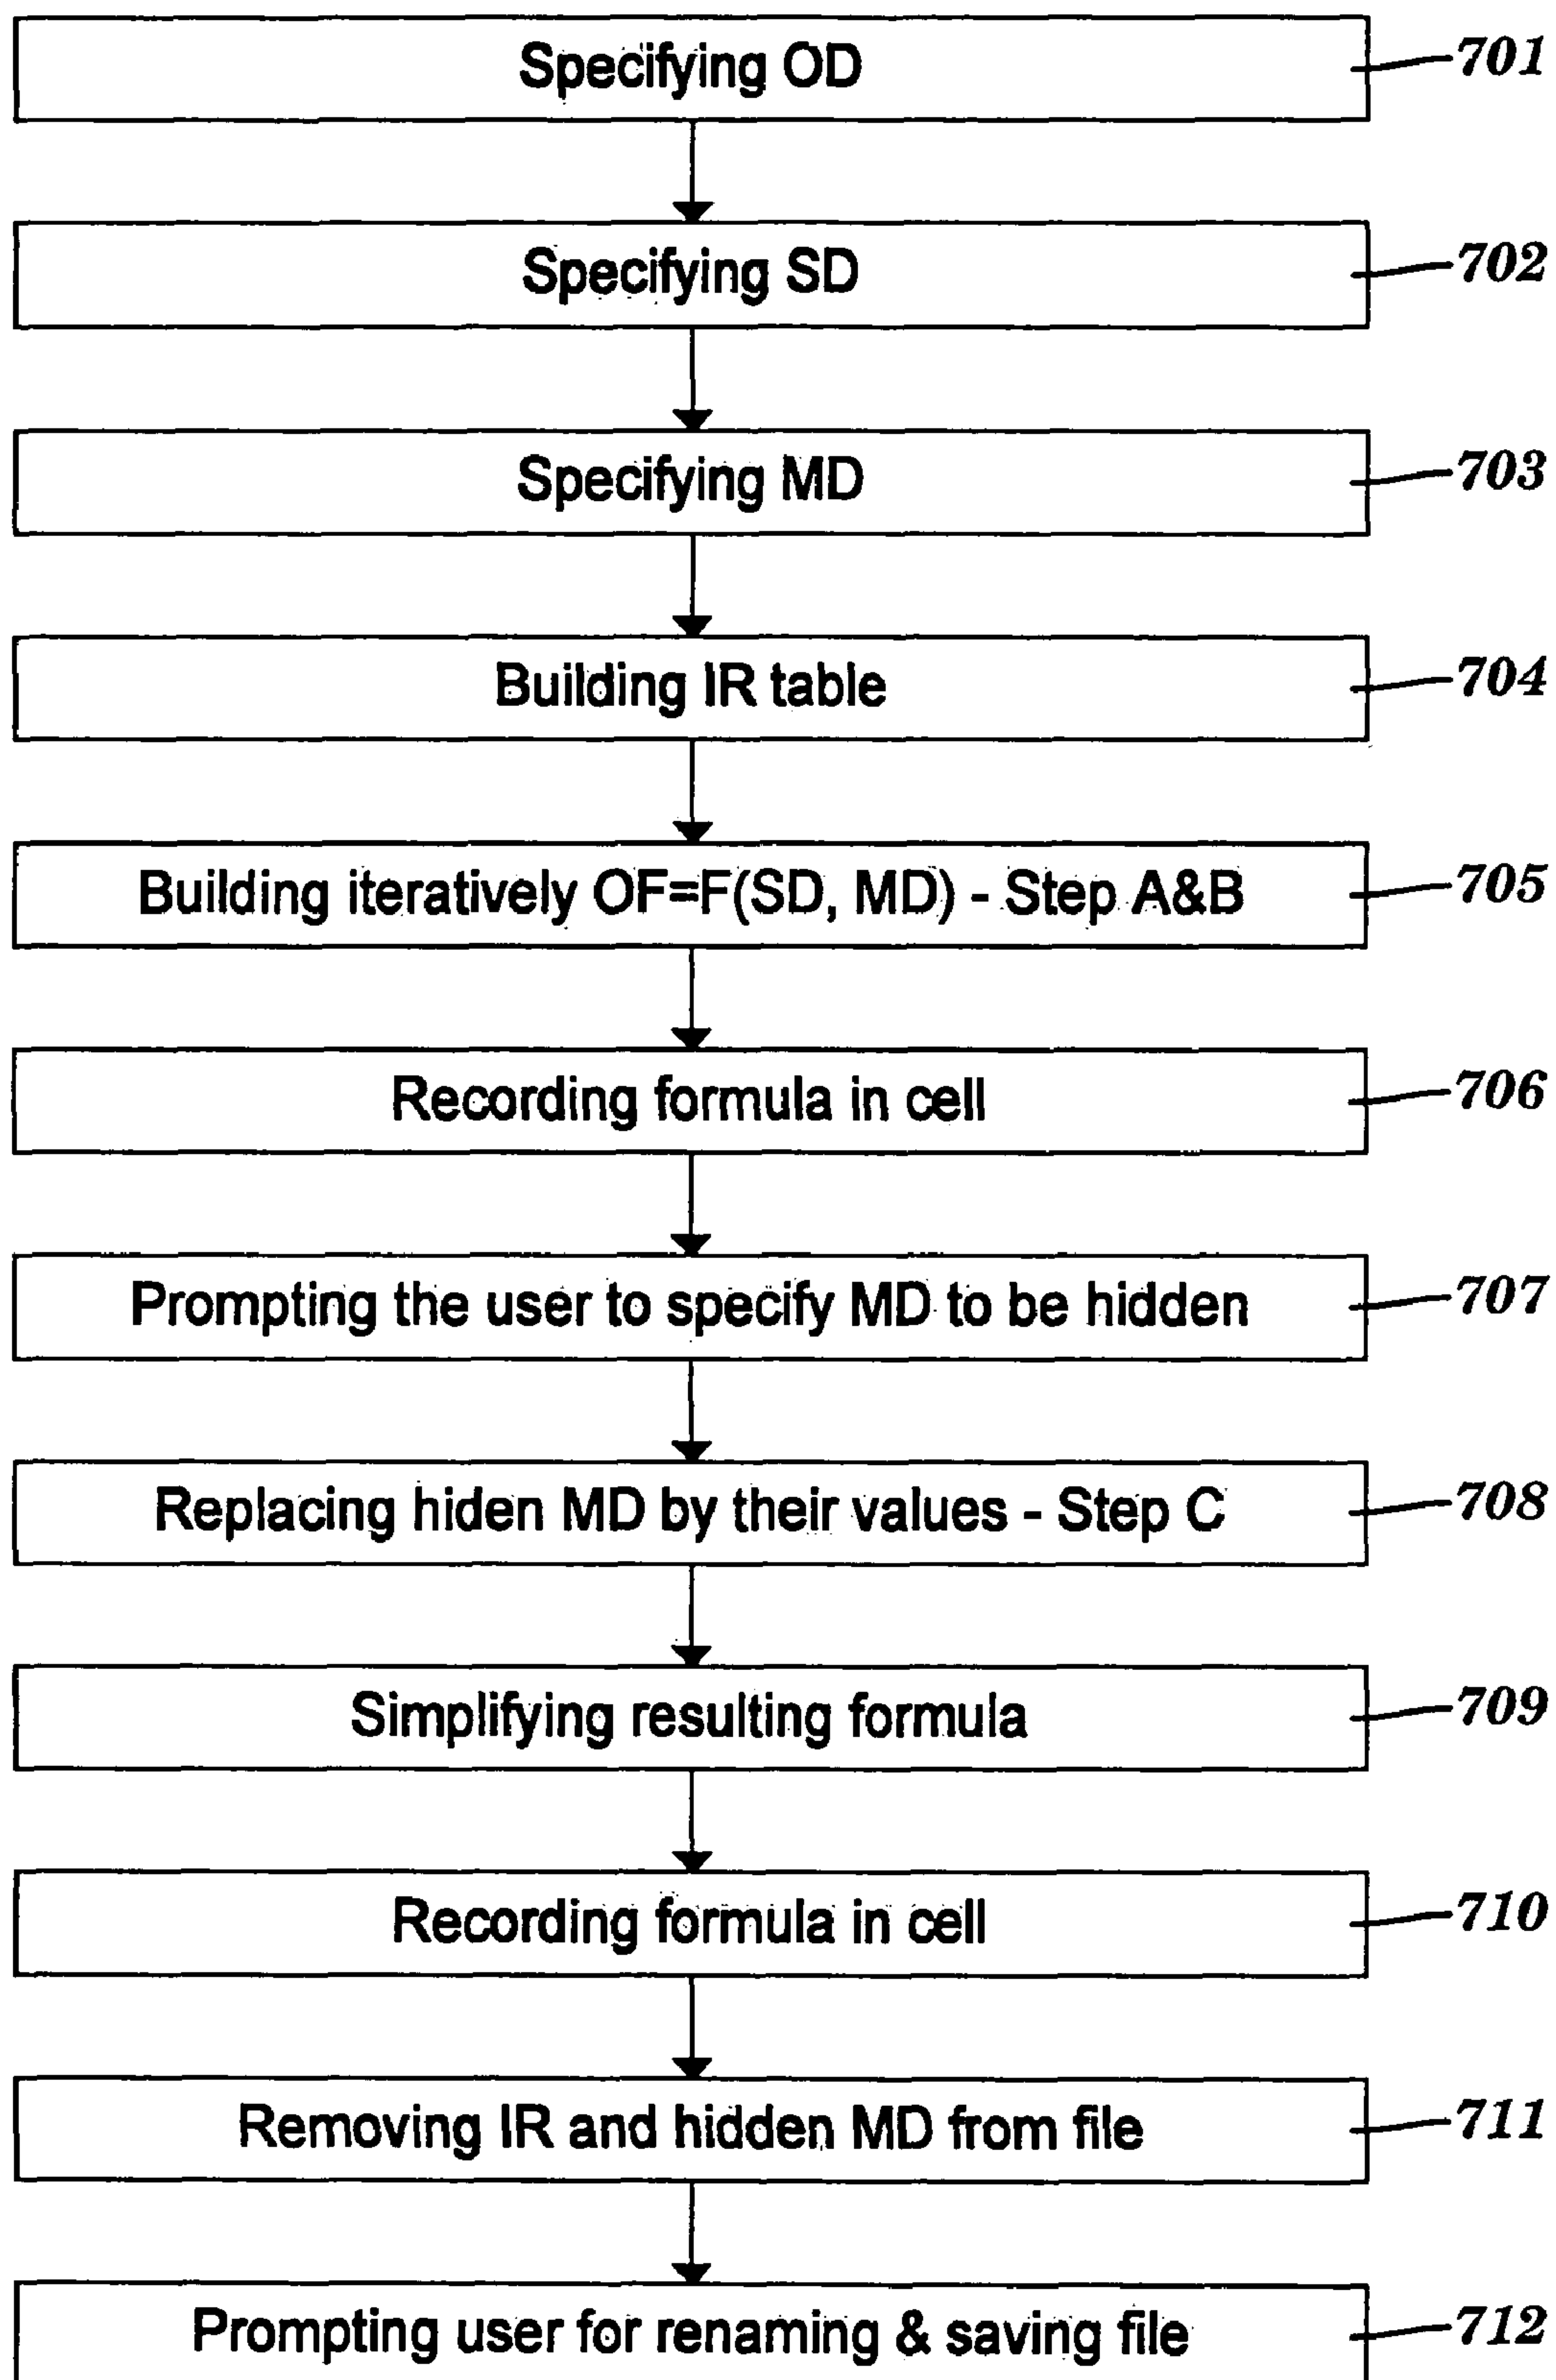 Specifying OD 701
Specifying SD 702
Specifying MD 703
Building IR table 704
Building iteratively OF=F(SD, MD) - Step A&B 705
Recording formula in cell 706
Prompting the user to specify MD to be hidden 707
Replacing hiden MD by their values - Step C 708
Simplifying resulting formula 709
Recording formula in cell 710
Removing IR and hidden MD from file 711
Prompting user for renaming & saving file 712